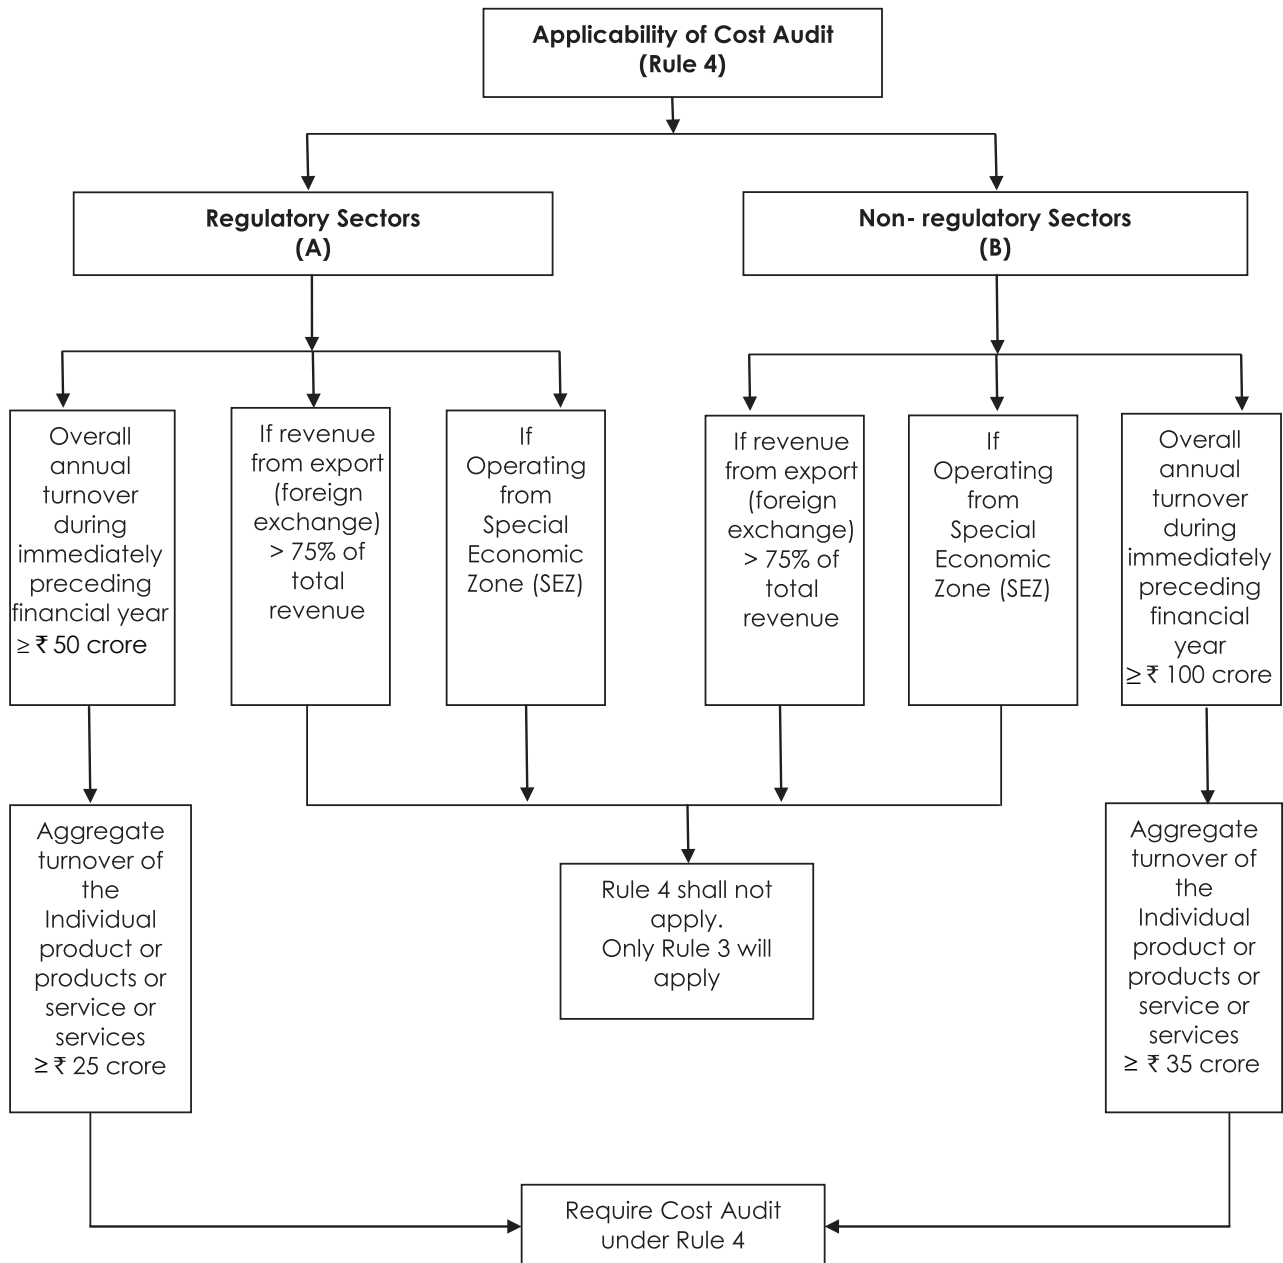 Applicability of Cost Audit
(Rule 4)
Regulatory Sectors
(A)
Non- regulatory Sectors
(B)
Overall
annual
turnover
during
immediately
preceding
financial year
≥ ₹ 50 crore
If revenue
from export
(foreign
exchange)
> 75% of
total
revenue
If
Operating
from
Special
Economic
Zone (SEZ)
If revenue
from export
(foreign
exchange)
> 75% of
total
revenue
If
Operating
from
Special
Economic
Zone (SEZ)
Overall
annual
turnover
during
immediately
preceding
financial
year
≥ ₹ 100 crore
Aggregate
turnover of
the
Individual
product or
products or
service or
services
≥ ₹ 25 crore
Rule 4 shall not
apply.
Only Rule 3 will
apply
Aggregate
turnover of
the
Individual
product or
products or
service or
services
≥ ₹ 35 crore
Require Cost Audit
under Rule 4